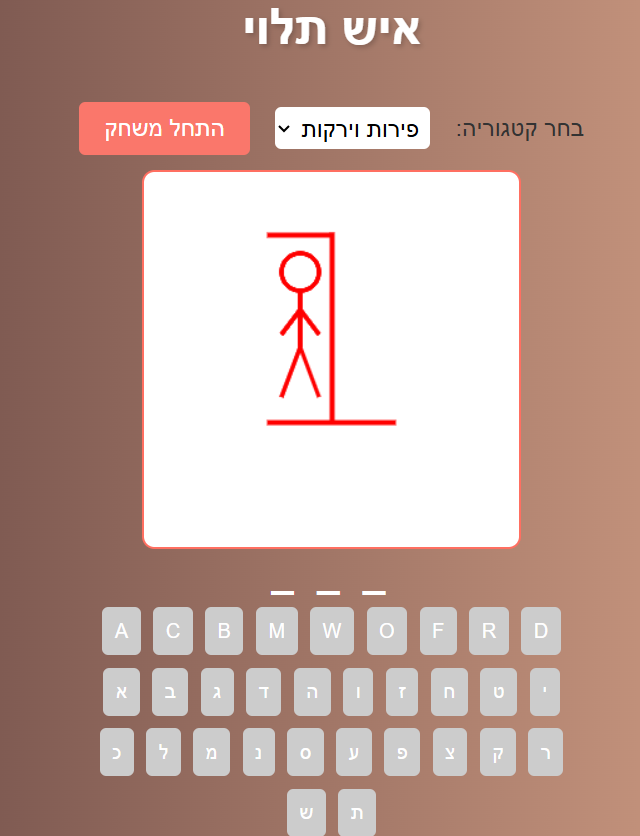 איש תלוי
בחר קטגוריה: פירות וירקות התחל משחק
_ _ _
A C B M W O F R D
א ב ג ד ה ו ז ח ט י
כ ל מ נ ס ע פ צ ק ר
ש ת